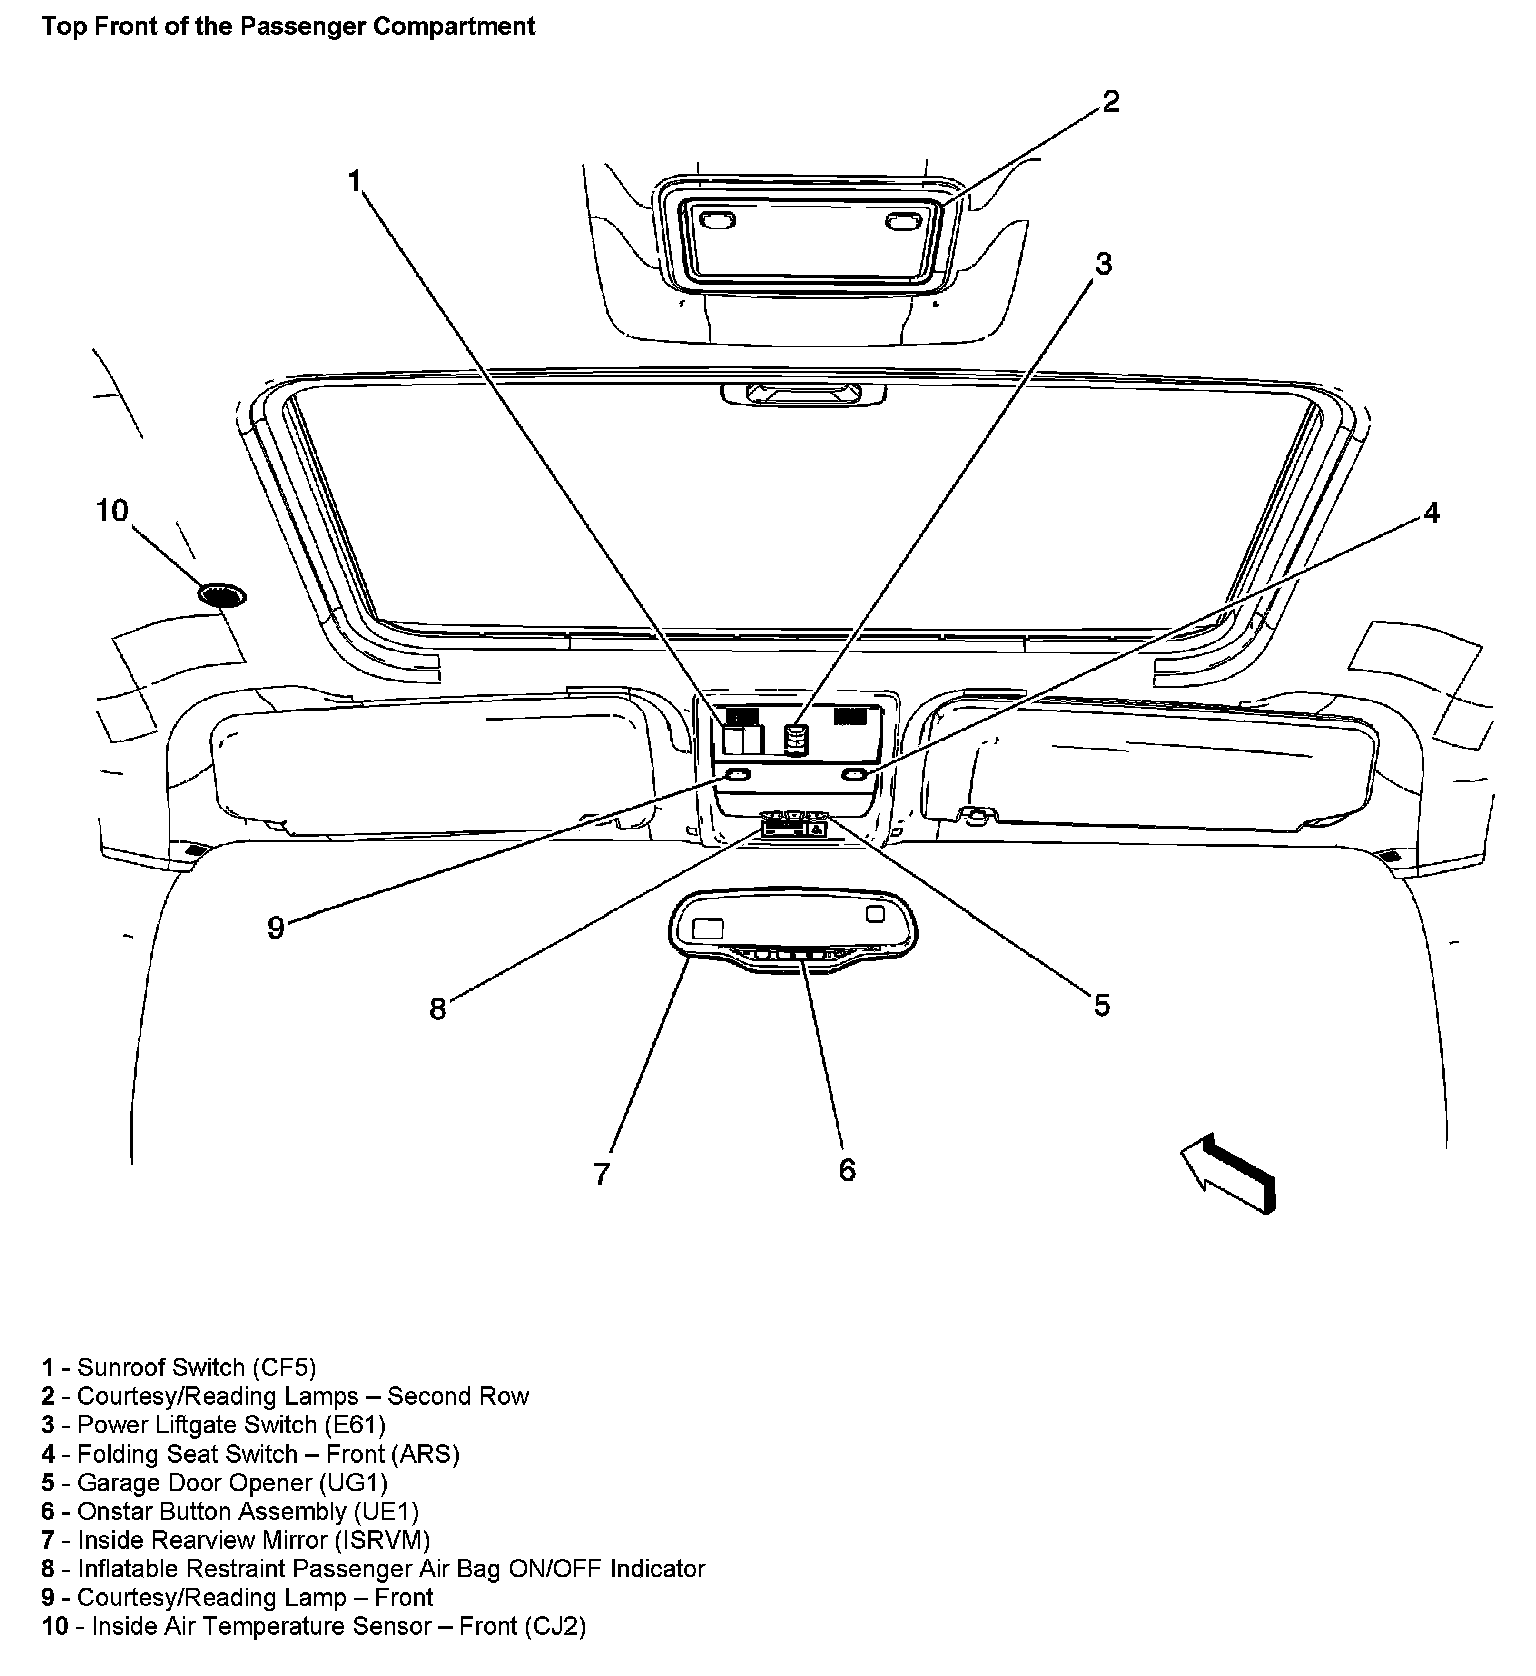 Top Front of the Passenger Compartment
2
1
3
10
4
9
8
5
7
6
1 - Sunroof Switch (CF5)
2 - Courtesy/Reading Lamps – Second Row
3 - Power Liftgate Switch (E61)
4 - Folding Seat Switch – Front (ARS)
5 - Garage Door Opener (UG1)
6 - Onstar Button Assembly (UE1)
7 - Inside Rearview Mirror (ISRVM)
8 - Inflatable Restraint Passenger Air Bag ON/OFF Indicator
9 - Courtesy/Reading Lamp – Front
10 - Inside Air Temperature Sensor – Front (CJ2)